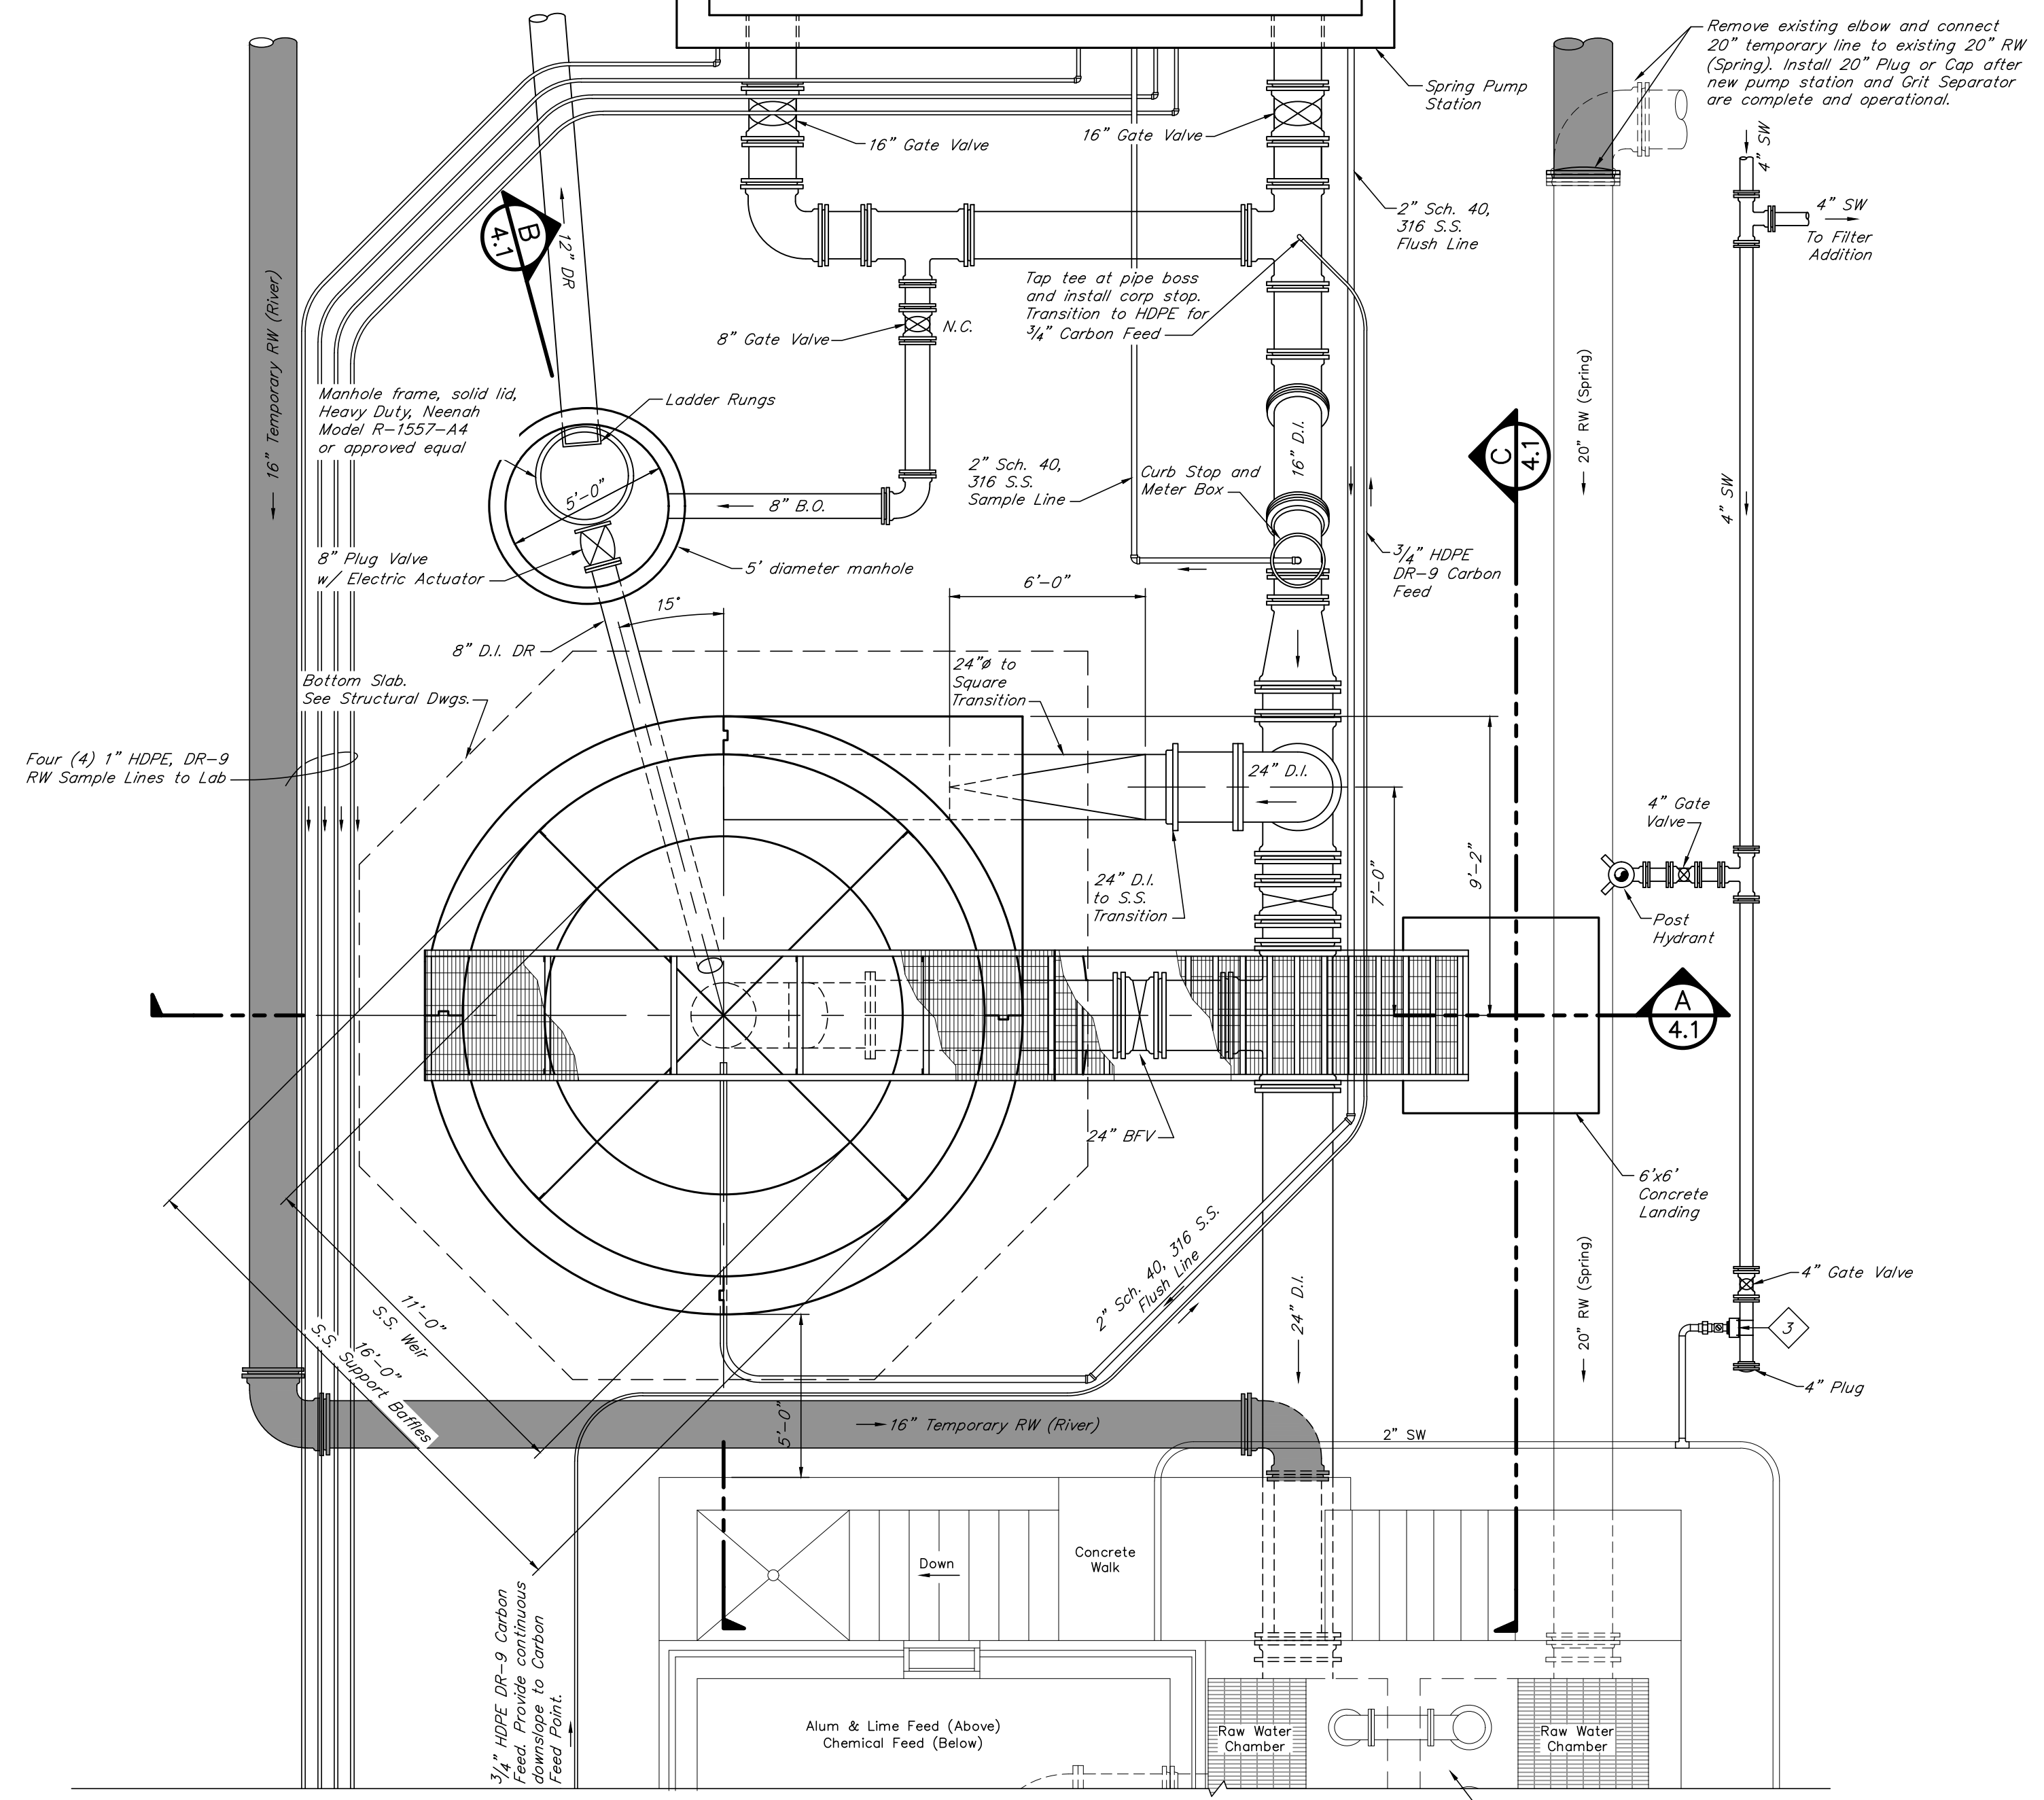 Remove existing elbow and connect
20" temporary line to existing 20" RW
(Spring). Install 20" Plug or Cap after
new pump station and Grit Separator
are complete and operational.
Spring Pump
Station
16" Gate Valve
16" Gate Valve
4" SW
4" SW
To Filter
Addition
2" Sch. 40,
316 S.S.
Flush Line
B
4.1
12" DR
16" Temporary RW (River)
Tap tee at pipe boss
and install corp stop.
Transition to HDPE for
3/4" Carbon Feed
8" Gate Valve
N.C.
20" RW (Spring)
Manhole frame, solid lid,
Heavy Duty, Neenah
Model R-1557-A4
or approved equal
Ladder Rungs
5'-0"
16" D.I.
C
4.1
2" Sch. 40,
316 S.S.
Sample Line
Curb Stop and
Meter Box
8" B.O.
4" SW
8" Plug Valve
w/ Electric Actuator
5' diameter manhole
3/4" HDPE
DR-9 Carbon
Feed
6'-0"
15°
8" D.I. DR
24"ø to
Square
Transition
Bottom Slab.
See Structural Dwgs.
Four (4) 1" HDPE, DR-9
RW Sample Lines to Lab
24" D.I.
4" Gate
Valve
7'-0"
9'-2"
24" D.I.
to S.S.
Transition
Post
Hydrant
A
4.1
24" BFV
6'x6'
Concrete
Landing
2" Sch. 40, 316 S.S.
Flush Line
24" D.I.
20" RW (Spring)
4" Gate Valve
3
4" Plug
11'-0"
S.S. Weir
16'-0"
S.S. Support Baffles
5'-0"
16" Temporary RW (River)
2" SW
Down
Concrete
Walk
3/4" HDPE DR-9 Carbon
Feed. Provide continuous
downslope to Carbon
Feed Point.
Alum & Lime Feed (Above)
Chemical Feed (Below)
Raw Water
Chamber
Raw Water
Chamber